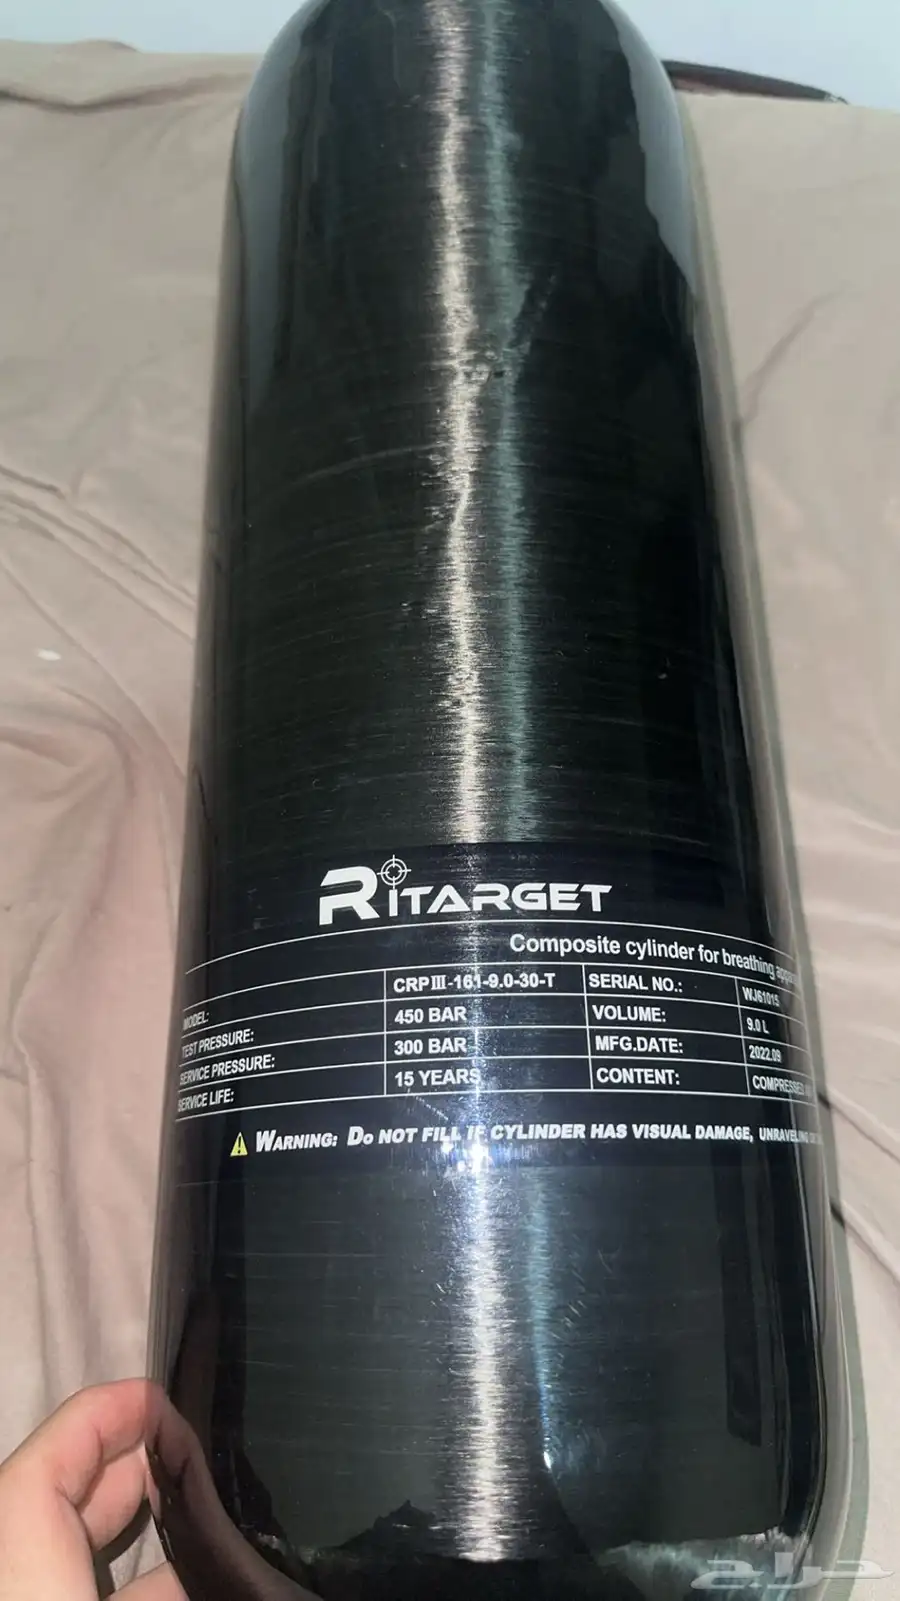 RITARGET
Composite cylinder for breathing
MODEL: CRPⅢ-161-9.0-30-T SERIAL NO.: WJ61015
TEST PRESSURE: 450 BAR VOLUME: 9.0 L
SERVICE PRESSURE: 300 BAR MFG.DATE: 2022.09
SERVICE LIFE: 15 YEARS CONTENT: COMPRESSED
WARNING: DO NOT FILL IF CYLINDER HAS VISUAL DAMAGE, UNRAVELING
حراج